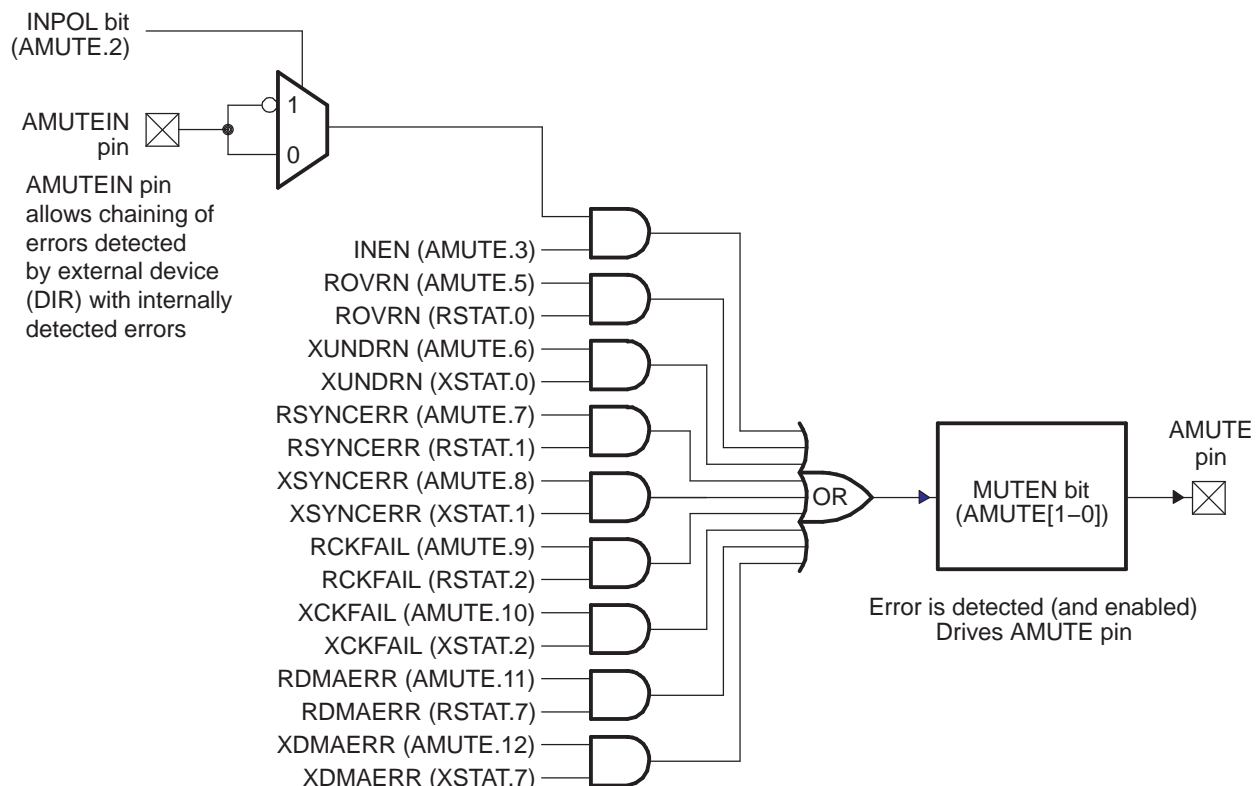 INPOL bit
(AMUTE.2)
1
AMUTEIN
pin
0
AMUTEIN pin
allows chaining of
errors detected
by external device
(DIR) with internally
detected errors
INEN (AMUTE.3)
ROVRN (AMUTE.5)
ROVRN (RSTAT.0)
XUNDRN (AMUTE.6)
XUNDRN (XSTAT.0)
RSYNCERR (AMUTE.7)
RSYNCERR (RSTAT.1)
XSYNCERR (AMUTE.8)
XSYNCERR (XSTAT.1)
RCKFAIL (AMUTE.9)
RCKFAIL (RSTAT.2)
XCKFAIL (AMUTE.10)
XCKFAIL (XSTAT.2)
RDMAERR (AMUTE.11)
RDMAERR (RSTAT.7)
XDMAERR (AMUTE.12)
XDMAERR (XSTAT.7)
OR
MUTEN bit
(AMUTE[1−0])
AMUTE
pin
Error is detected (and enabled)
Drives AMUTE pin